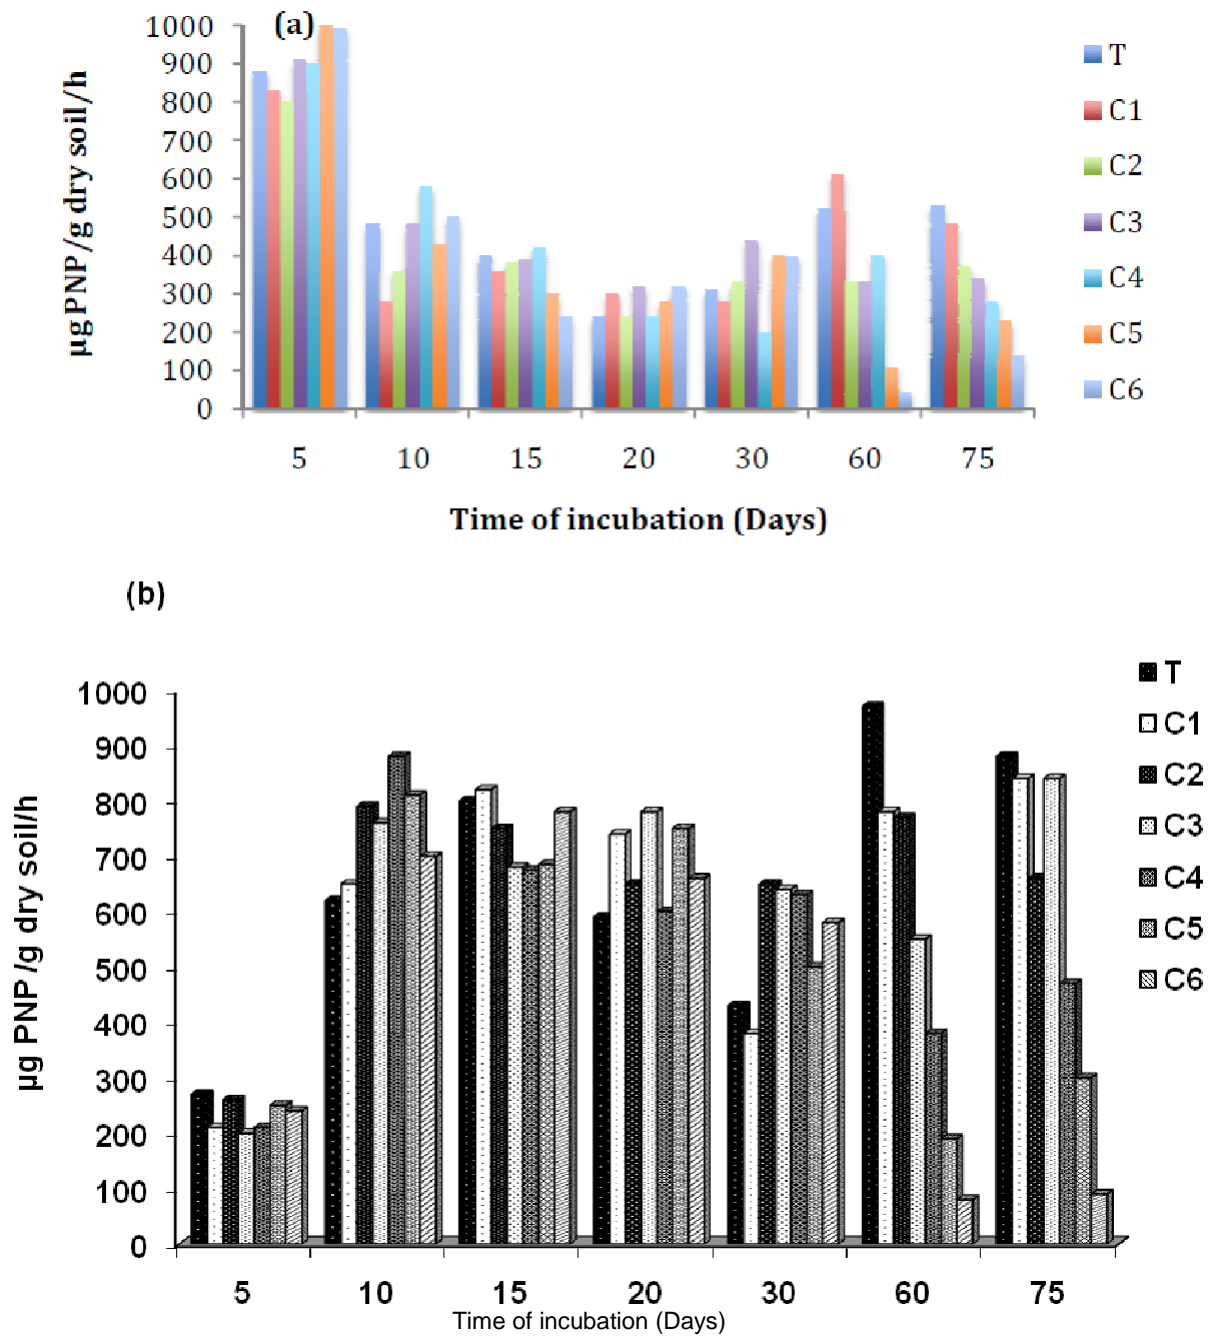 (a)
1000
900
800
700
600
500
400
300
200
100
0
µg PNP/g dry soil/h
5 10 15 20 30 60 75
Time of incubation (Days)
T
C1
C2
C3
C4
C5
C6
(b)
1000
900
800
700
600
500
400
300
200
100
0
µg PNP /g dry soil/h
5 10 15 20 30 60 75
Time of incubation (Days)
T
C1
C2
C3
C4
C5
C6